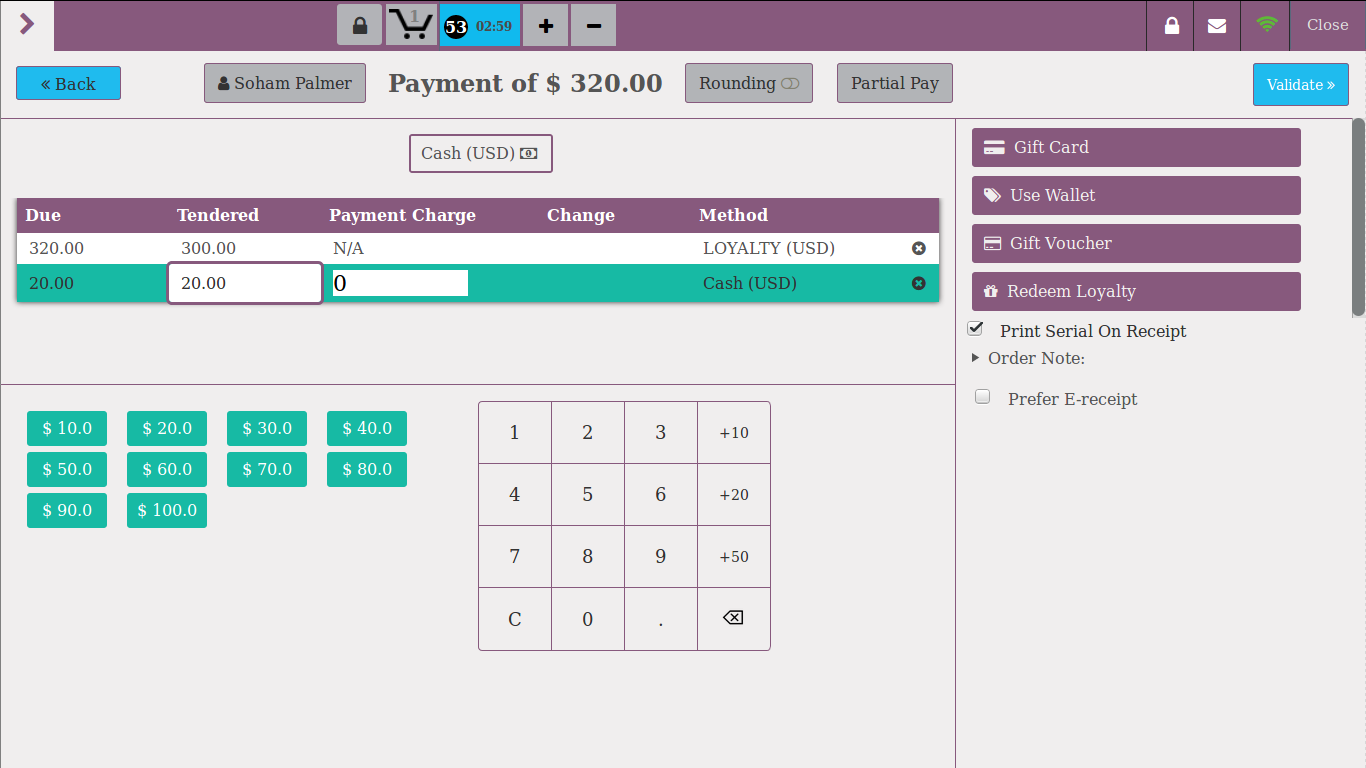 1
53 02:59
+
−
Close
« Back
Soham Palmer
Payment of $ 320.00
Rounding
Partial Pay
Validate »
Cash (USD)
Due Tendered Payment Charge Change Method
320.00 300.00 N/A LOYALTY (USD)
20.00 20.00 0 Cash (USD)
Gift Card
Use Wallet
Gift Voucher
Redeem Loyalty
Print Serial On Receipt
Order Note:
Prefer E-receipt
$ 10.0 $ 20.0 $ 30.0 $ 40.0
$ 50.0 $ 60.0 $ 70.0 $ 80.0
$ 90.0 $ 100.0
1 2 3 +10
4 5 6 +20
7 8 9 +50
C 0 .